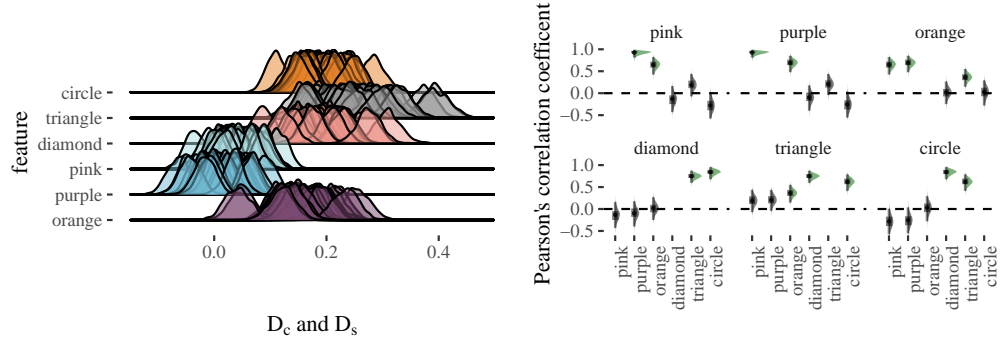 feature
circle
triangle
diamond
pink
purple
orange
0.0
0.2
0.4
D_c and D_s
Pearson's correlation coefficent
pink
purple
orange
1.0
0.5
0.0
−0.5
diamond
triangle
circle
1.0
0.5
0.0
−0.5
pink
purple
orange
diamond
triangle
circle
pink
purple
orange
diamond
triangle
circle
pink
purple
orange
diamond
triangle
circle